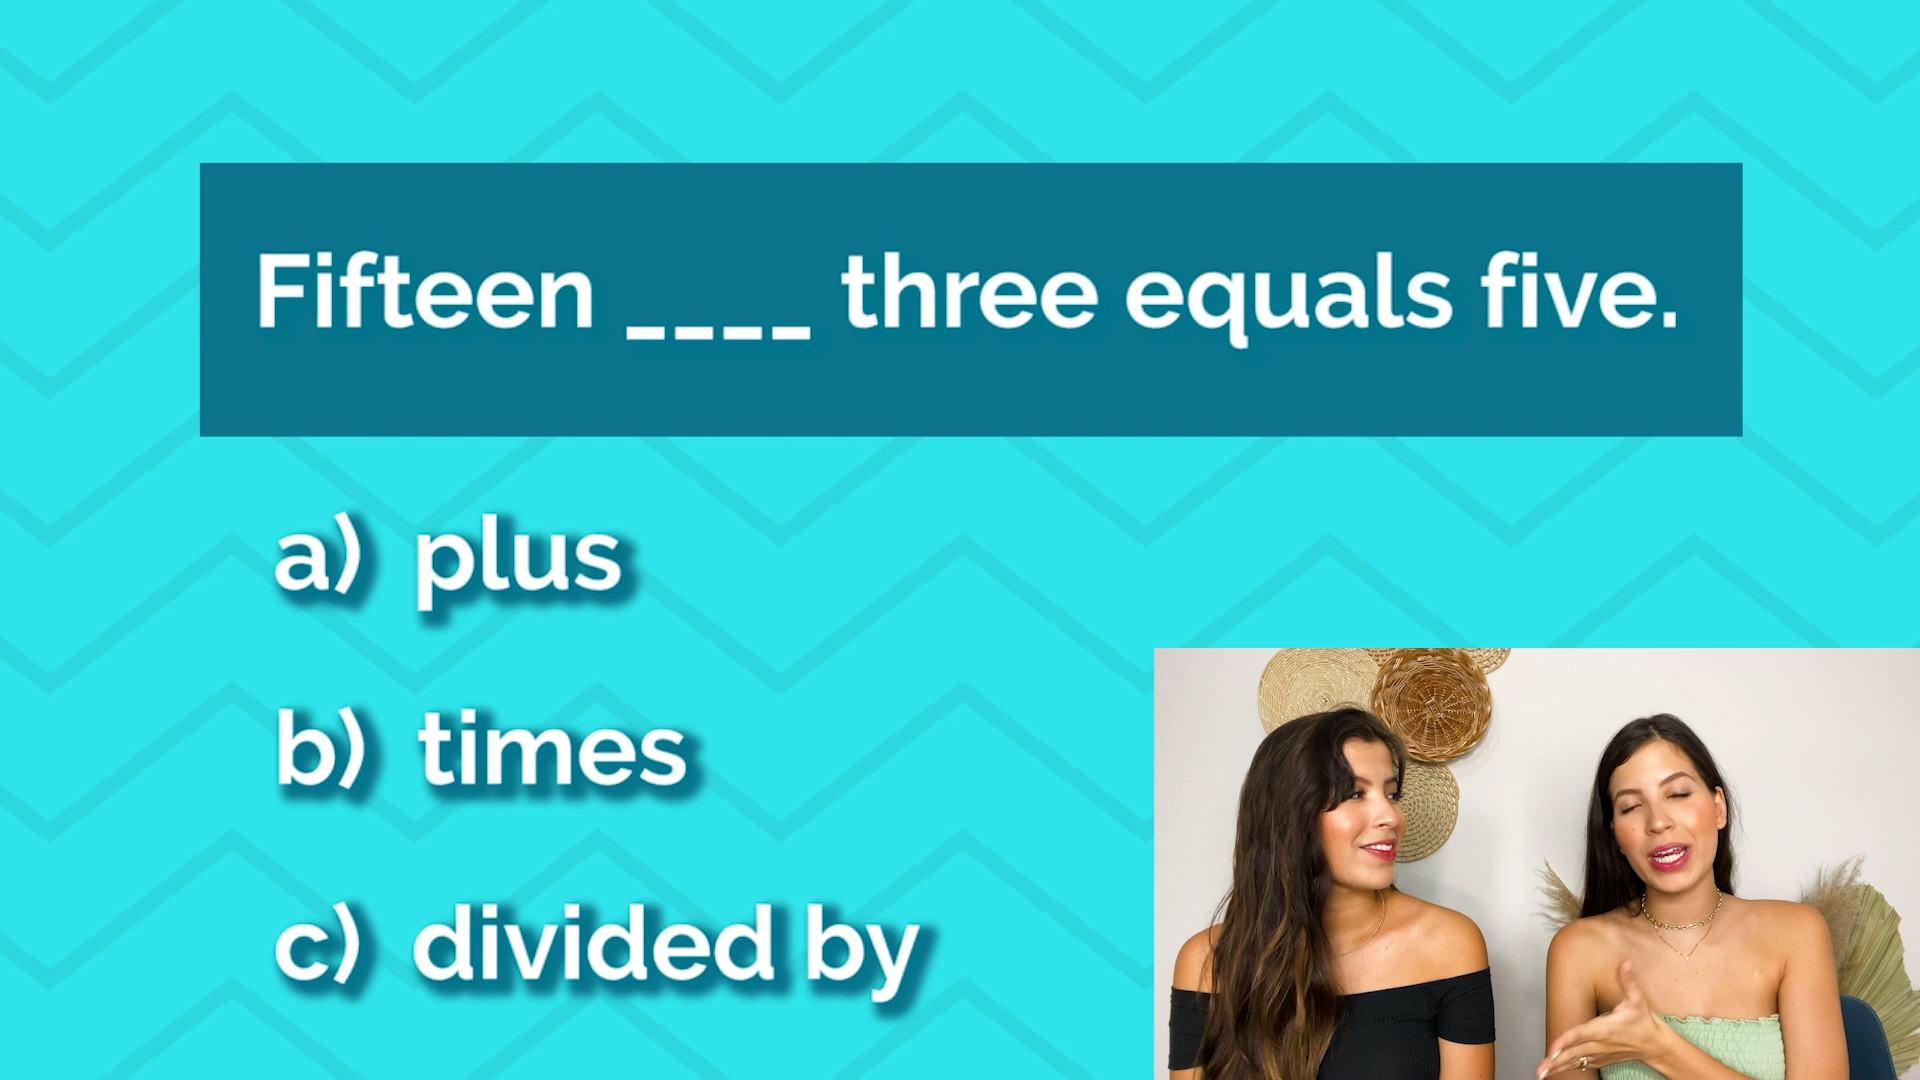 Fifteen ____ three equals five.
a) plus
b) times
c) divided by